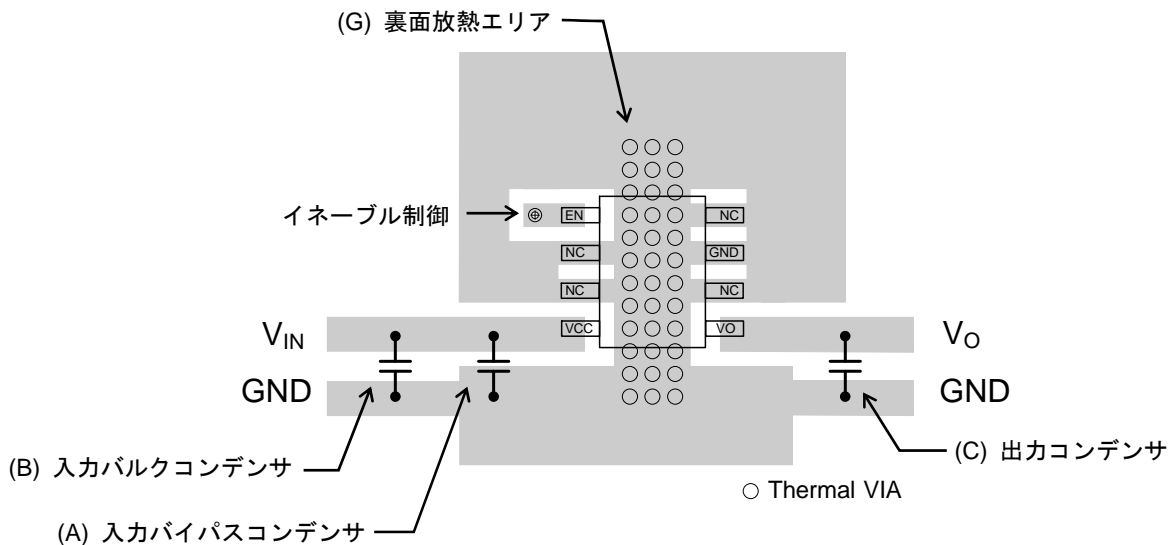 (G) 裏面放熱エリア
イネーブル制御
EN
NC
NC
GND
NC
NC
VCC
VO
VIN
VO
GND
GND
(B) 入力バルクコンデンサ
(C) 出力コンデンサ
Thermal VIA
(A) 入力バイパスコンデンサ